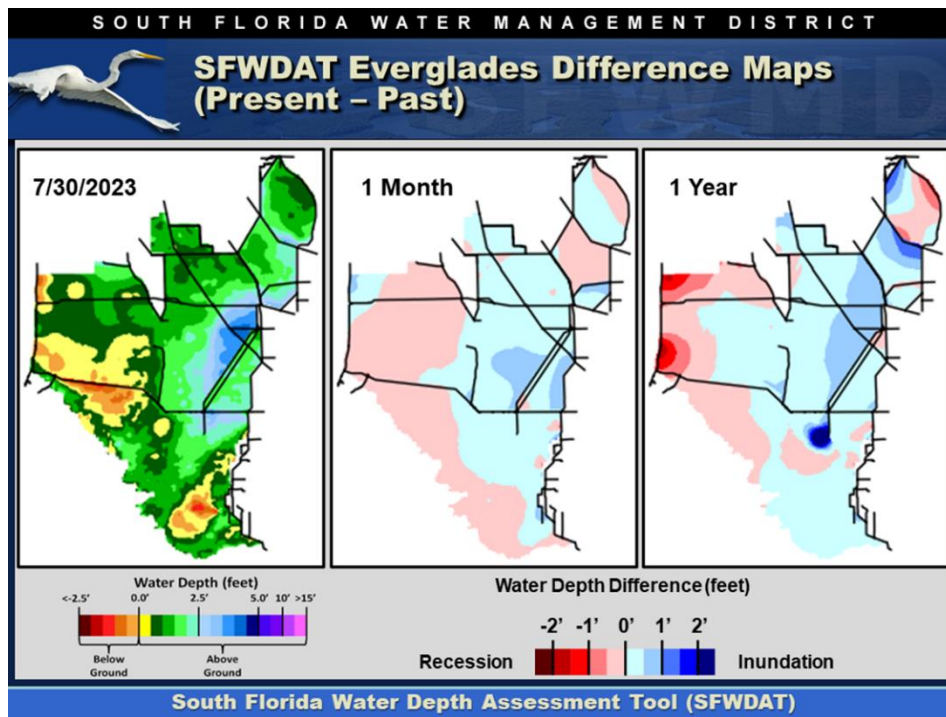 SOUTH FLORIDA WATER MANAGEMENT DISTRICT
SFWDAT Everglades Difference Maps
(Present – Past)
SFWMD
7/30/2023
1 Month
1 Year
Water Depth (feet)
<-2.5' 0.0' 2.5' 5.0' 10' >15'
Below
Ground
Above
Ground
Water Depth Difference (feet)
-2' -1' 0' 1' 2'
Recession
Inundation
South Florida Water Depth Assessment Tool (SFWDAT)